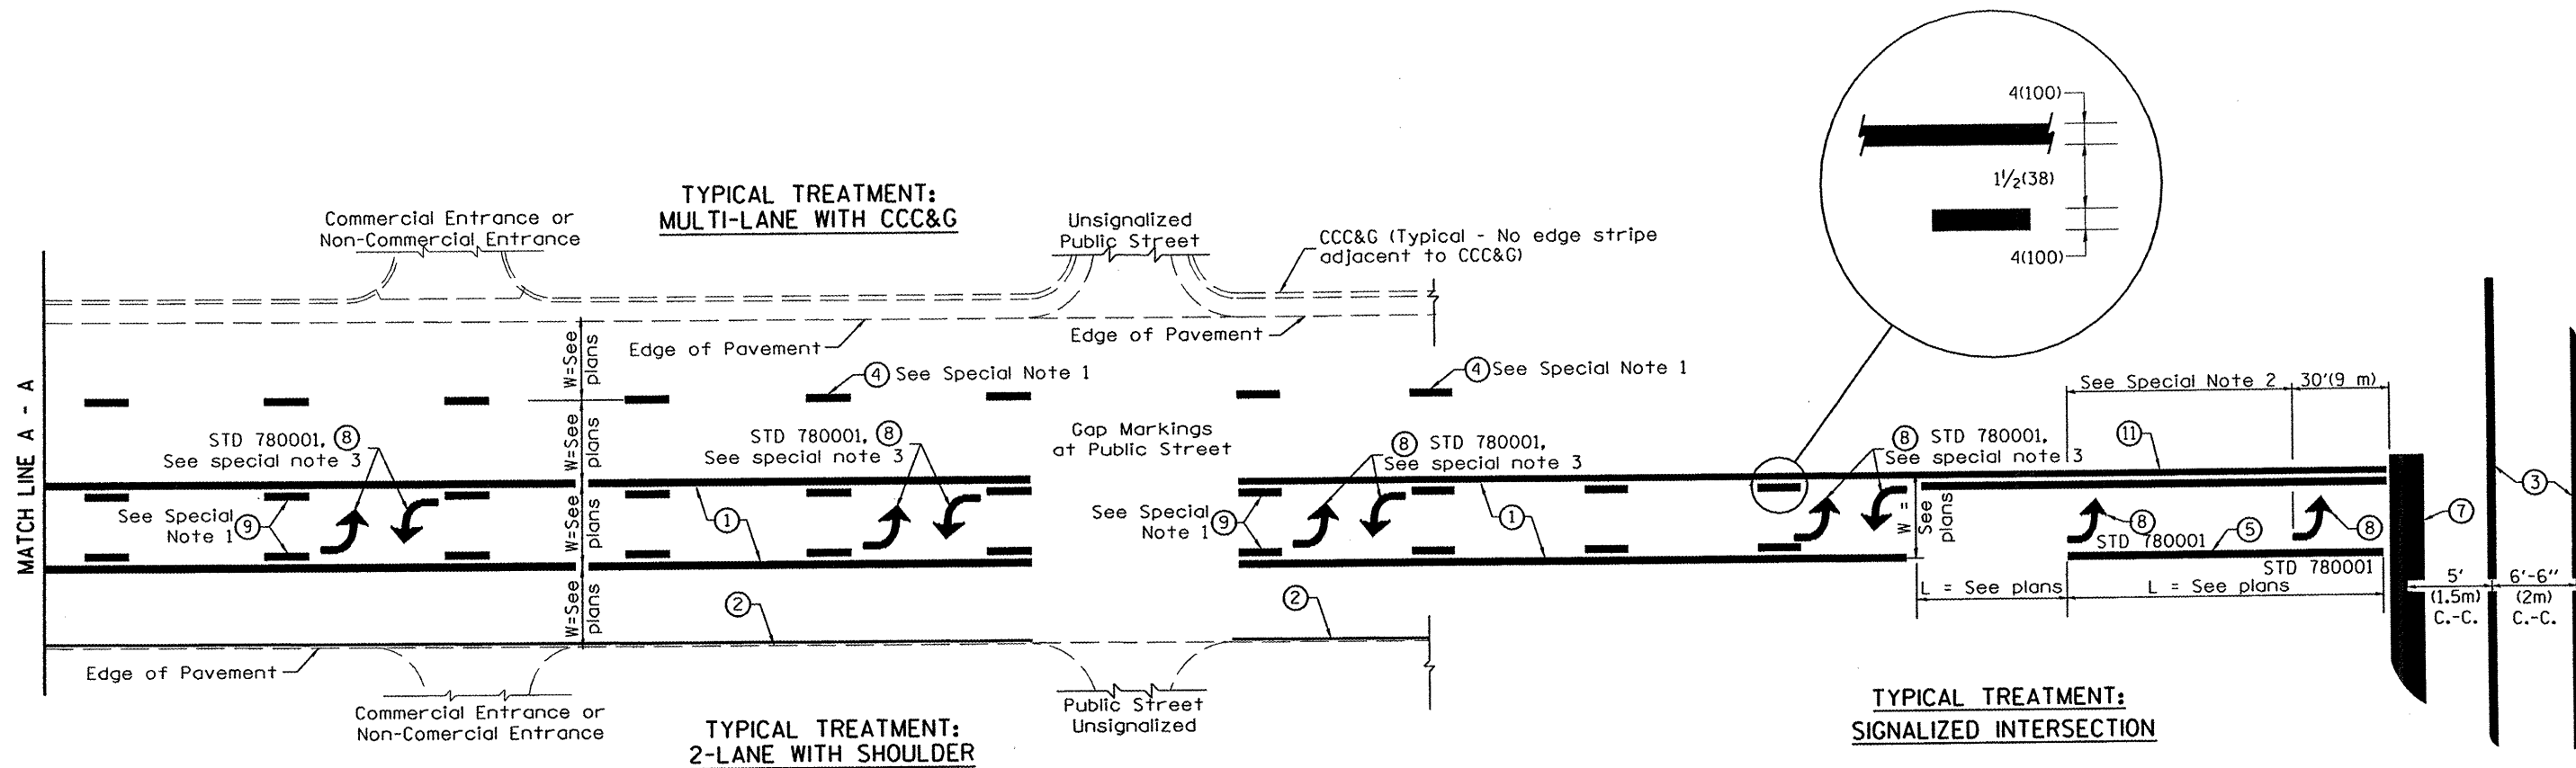 4(100)
1½(38)
4(100)
TYPICAL TREATMENT:
MULTI-LANE WITH CCC&G
Commercial Entrance or
Non-Commercial Entrance
Unsignalized
Public Street
CCC&G (Typical - No edge stripe
adjacent to CCC&G)
Edge of Pavement
Edge of Pavement
W=See
plans
4 See Special Note 1
4 See Special Note 1
See Special Note 2
30'(9 m)
MATCH LINE A - A
STD 780001, 8
See special note 3
W=See
plans
STD 780001, 8
See special note 3
Gap Markings
at Public Street
8 STD 780001,
See special note 3
8 STD 780001,
See special note 3
11
3
See Special
Note 1 9
W=See
plans
1
See Special
Note 1 9
1
W =
See
plans
8
STD 780001
5
8
STD 780001
7
W=See
plans
2
2
L = See plans
L = See plans
5'
(1.5m)
C.-C.
6'-6"
(2m)
C.-C.
Edge of Pavement
Commercial Entrance or
Non-Comercial Entrance
Public Street
Unsignalized
TYPICAL TREATMENT:
2-LANE WITH SHOULDER
TYPICAL TREATMENT:
SIGNALIZED INTERSECTION